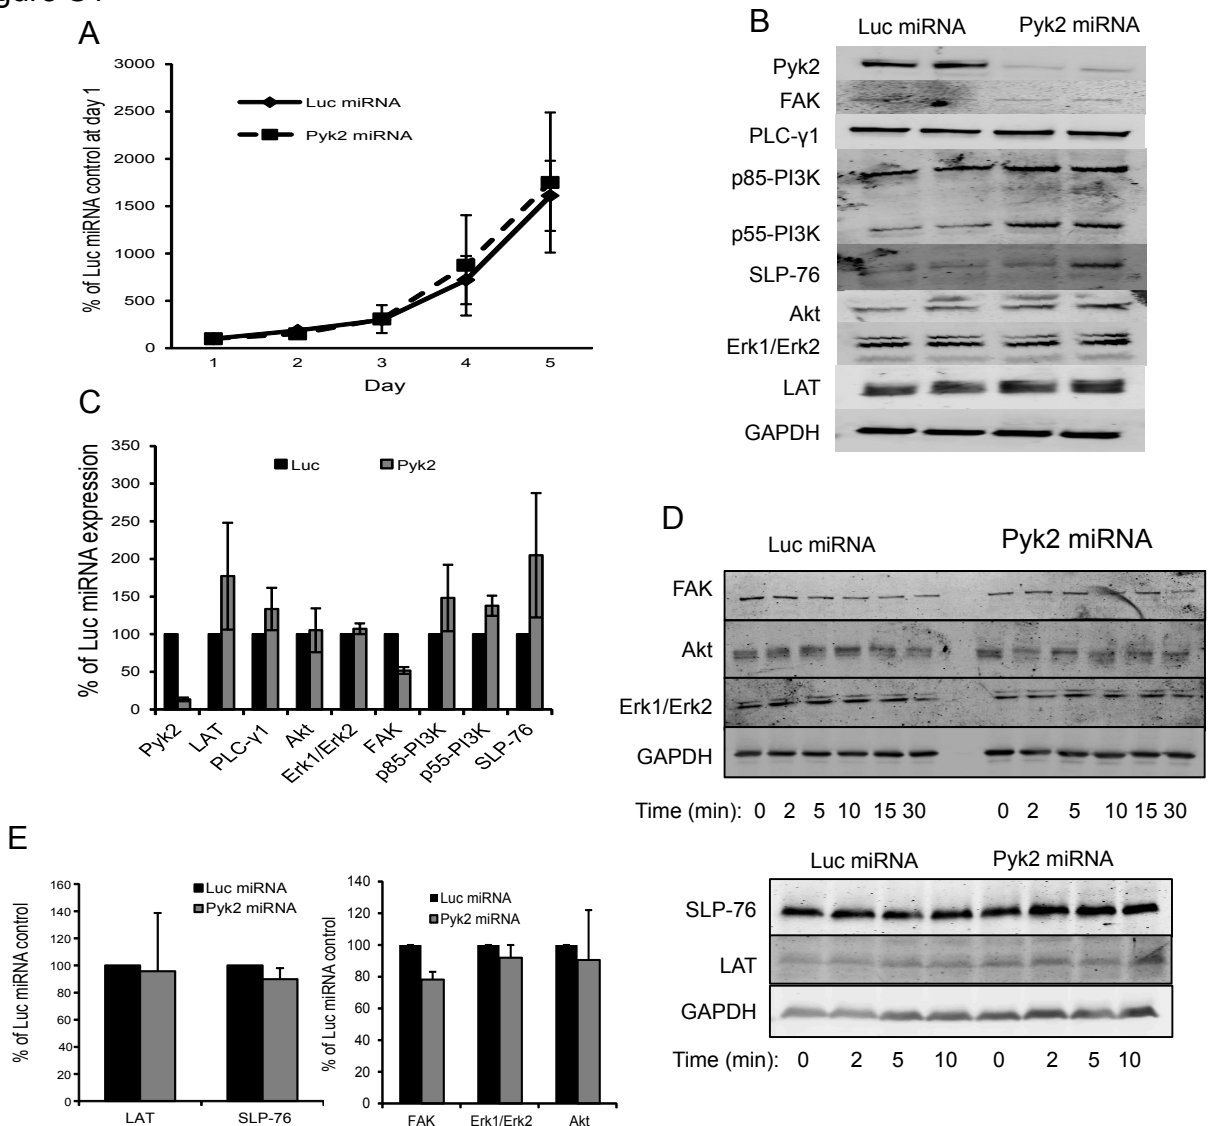 A
% of Luc miRNA control at day 1
3000
2500
2000
1500
1000
500
0
Luc miRNA
Pyk2 miRNA
1 2 3 4 5
Day
B
Luc miRNA Pyk2 miRNA
Pyk2
FAK
PLC-γ1
p85-PI3K
p55-PI3K
SLP-76
Akt
Erk1/Erk2
LAT
GAPDH
C
% of Luc miRNA expression
350
300
250
200
150
100
50
0
Luc Pyk2
Pyk2 LAT PLC-γ1 Akt Erk1/Erk2 FAK p85-PI3K p55-PI3K SLP-76
D
Luc miRNA Pyk2 miRNA
FAK
Akt
Erk1/Erk2
GAPDH
Time (min): 0 2 5 10 15 30 0 2 5 10 15 30
Luc miRNA Pyk2 miRNA
SLP-76
LAT
GAPDH
Time (min): 0 2 5 10 0 2 5 10
E
% of Luc miRNA control
160
140
120
100
80
60
40
20
0
Luc miRNA
Pyk2 miRNA
LAT SLP-76
% of Luc miRNA control
140
120
100
80
60
40
20
0
Luc miRNA
Pyk2 miRNA
FAK Erk1/Erk2 Akt